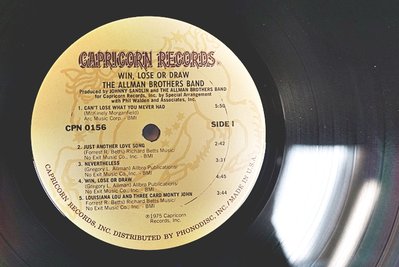 CAPRICORN RECORDS
WIN, LOSE OR DRAW
THE ALLMAN BROTHERS BAND
Produced by JOHNNY SANDLIN and THE ALLMAN BROTHERS BAND
for Capricorn Records, Inc. by Special Arrangement
with Phil Walden and Associates, Inc.
1. CAN'T LOSE WHAT YOU NEVER HAD 5:50
(McKinley Morganfield)
Arc Music Corp. - BMI
CPN 0156 SIDE I
2. JUST ANOTHER LOVE SONG 2:42
(Forrest R. Betts) Richard Betts Music/
No Exit Music Co., Inc. - BMI
3. NEVERTHELESS 3:31
(Gregory L. Allman) Allbro Publications/
No Exit Music Co., Inc. - BMI
4. WIN, LOSE OR DRAW 4:45
(Gregory L. Allman) Allbro Publications/
No Exit Music Co., Inc. - BMI
5. LOUISIANA LOU AND THREE CARD MONTY JOHN 3:44
(Forrest R. Betts) Richard Betts Music/
No Exit Music Co., Inc. - BMI
℗1975 Capricorn
Records, Inc.
CAPRICORN RECORDS, INC. DISTRIBUTED BY PHONODISC, INC./MADE IN U.S.A.